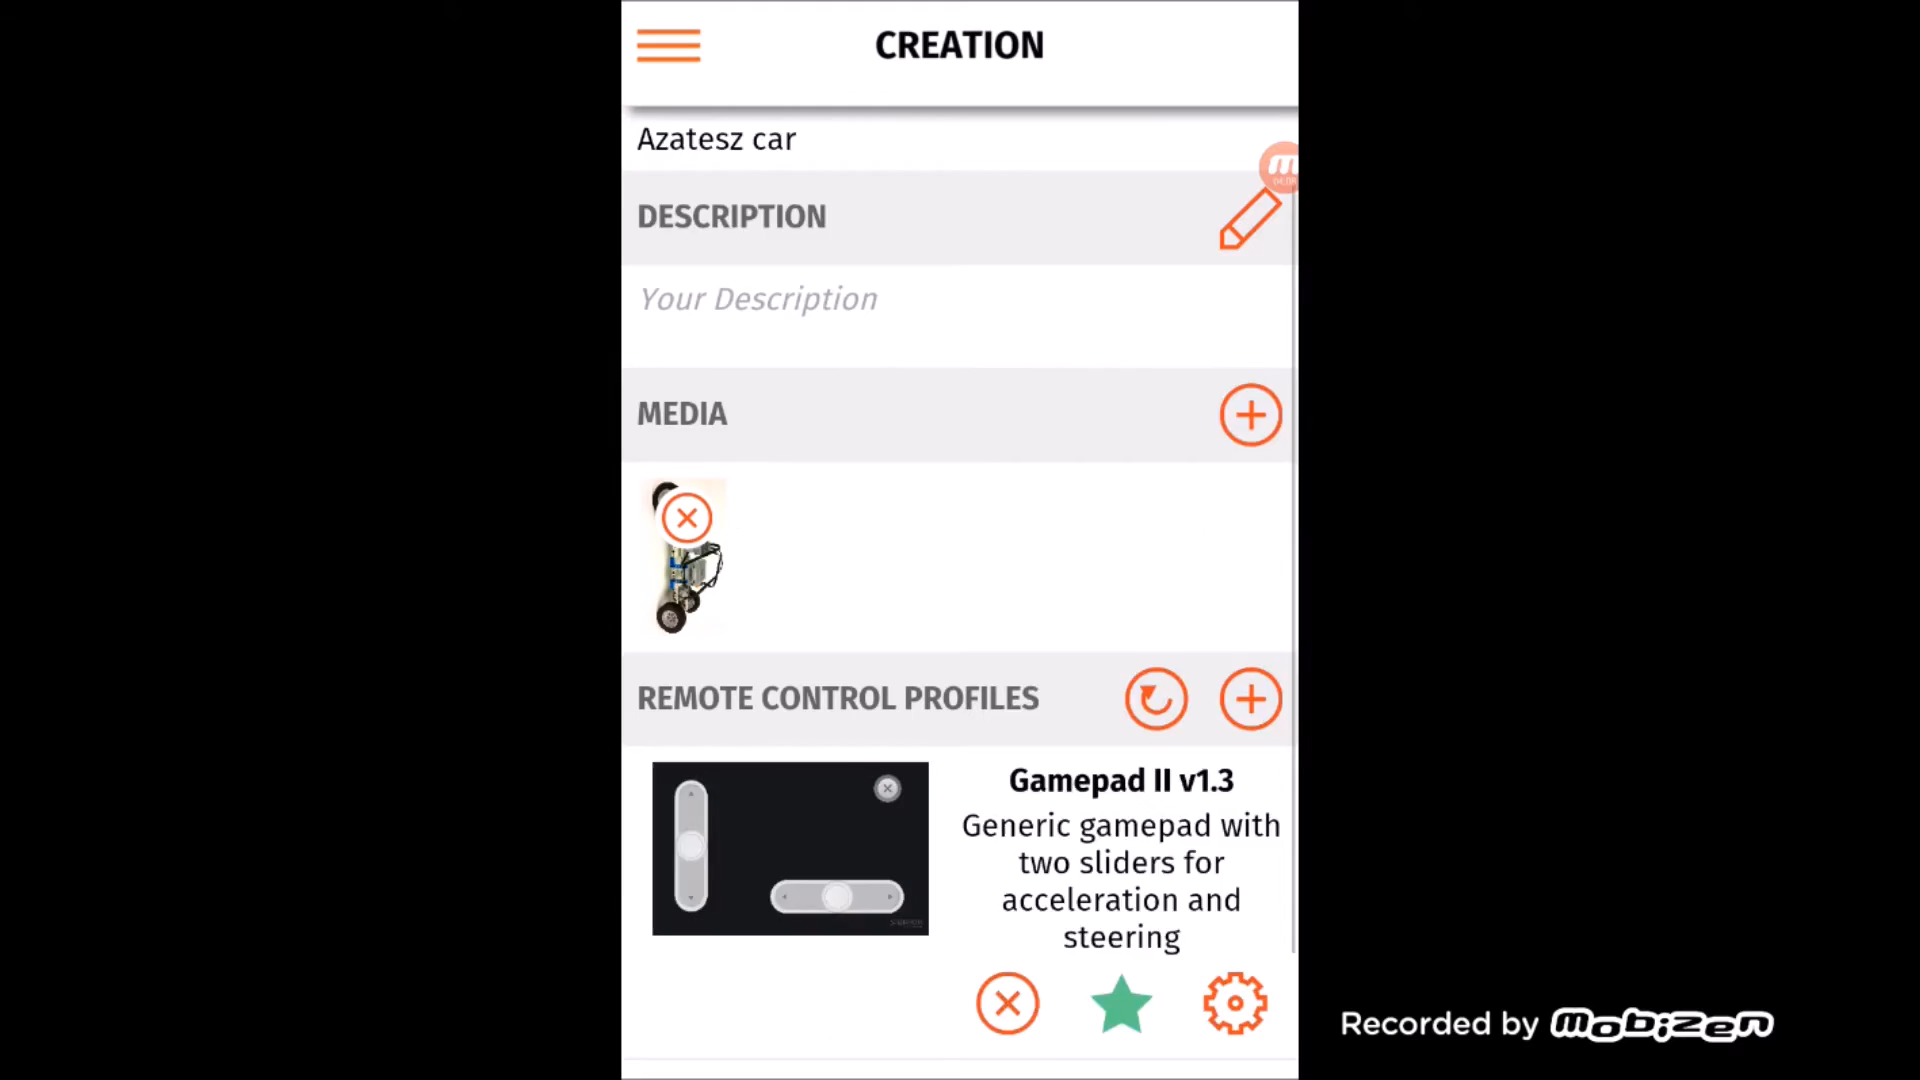 CREATION
Azatesz car
DESCRIPTION
Your Description
MEDIA
REMOTE CONTROL PROFILES
Gamepad II v1.3
Generic gamepad with
two sliders for
acceleration and
steering
Recorded by mobizen